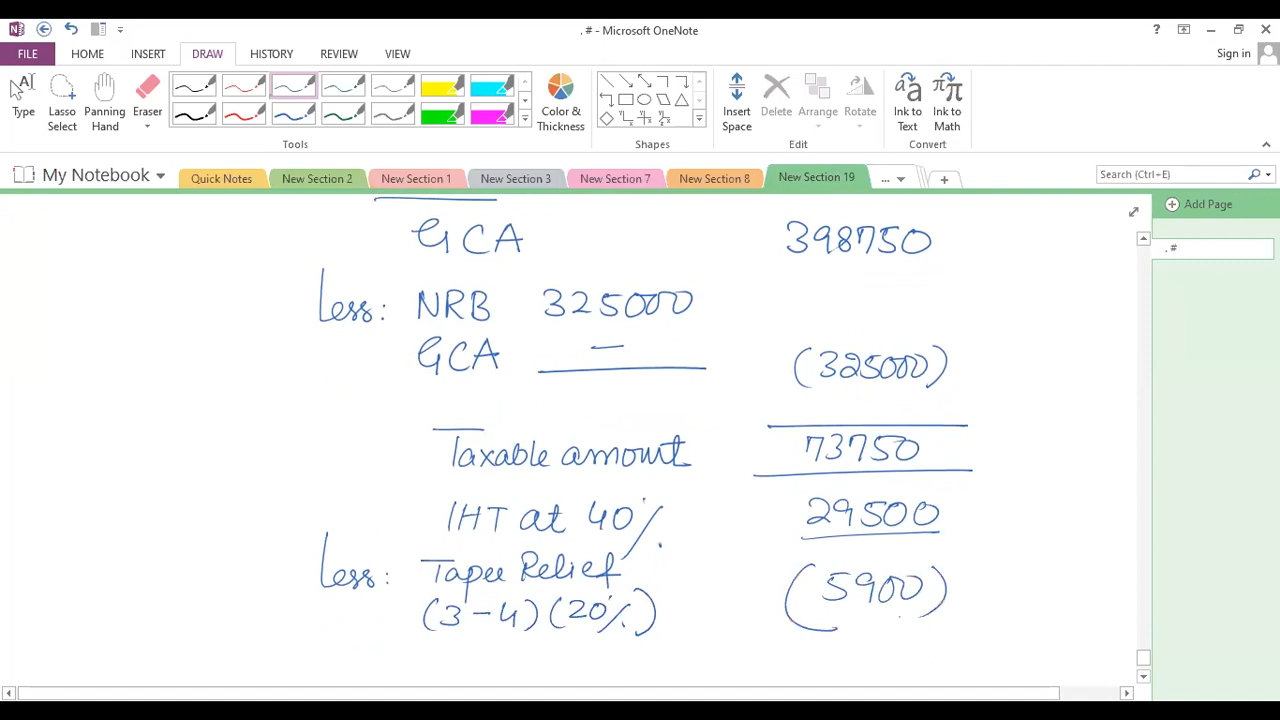 . # - Microsoft OneNote
?
FILE HOME INSERT DRAW HISTORY REVIEW VIEW
Sign in
Type
Lasso Select
Panning Hand
Eraser
Color & Thickness
Insert Space
Delete
Arrange
Rotate
Ink to Text
Ink to Math
Tools
Shapes
Edit
Convert
My Notebook
Quick Notes
New Section 2
New Section 1
New Section 3
New Section 7
New Section 8
New Section 19
...
Search (Ctrl+E)
Add Page
. #
GCA 398750
Less: NRB 325000
GCA — (325000)
Taxable amount 73750
IHT at 40% 29500
Less: Taper Relief
(3-4) (20%) (5900)